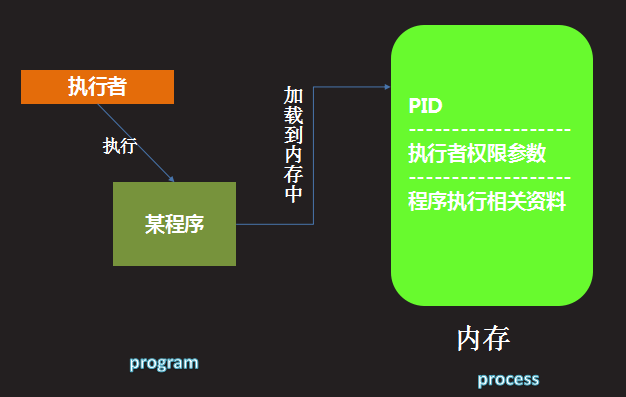 执行者
执行
某程序
加载到内存中
PID
--------------------
执行者权限参数
--------------------
程序执行相关资料
内存
program
process